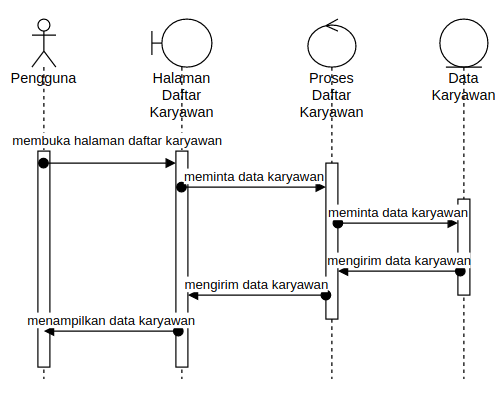 Pengguna
Halaman
Daftar
Karyawan
Proses
Daftar
Karyawan
Data
Karyawan
membuka halaman daftar karyawan
meminta data karyawan
meminta data karyawan
mengirim data karyawan
mengirim data karyawan
menampilkan data karyawan